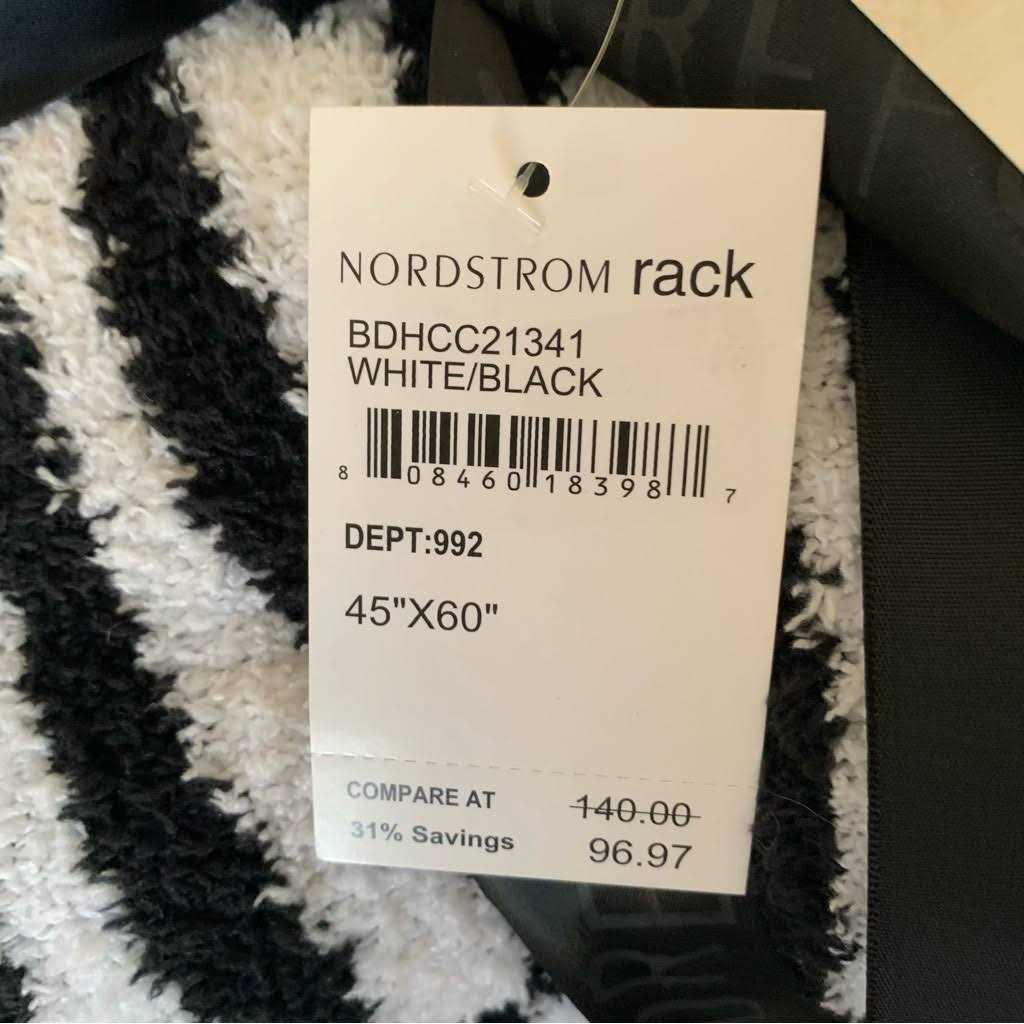 NORDSTROM rack
BDHCC21341
WHITE/BLACK
8 08460 18398 7
DEPT:992
45"X60"
COMPARE AT 140.00
31% Savings 96.97